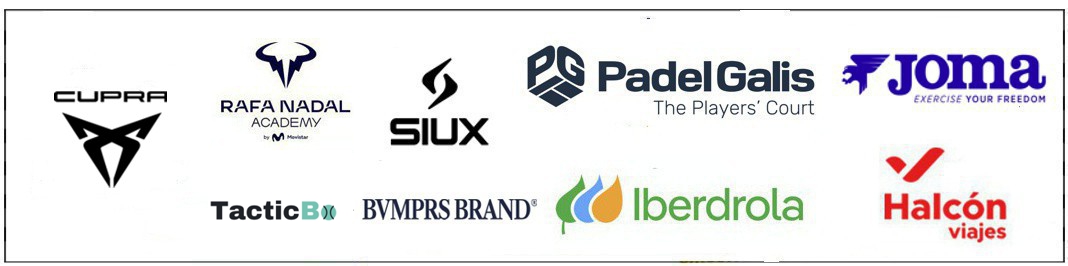 CUPRA
RAFA NADAL
ACADEMY
by Movistar
SIUX
PG
PadelGalis
The Players' Court
JOMA
EXERCISE YOUR FREEDOM
TacticBo
BVMPRS BRAND®
Iberdrola
Halcón
viajes